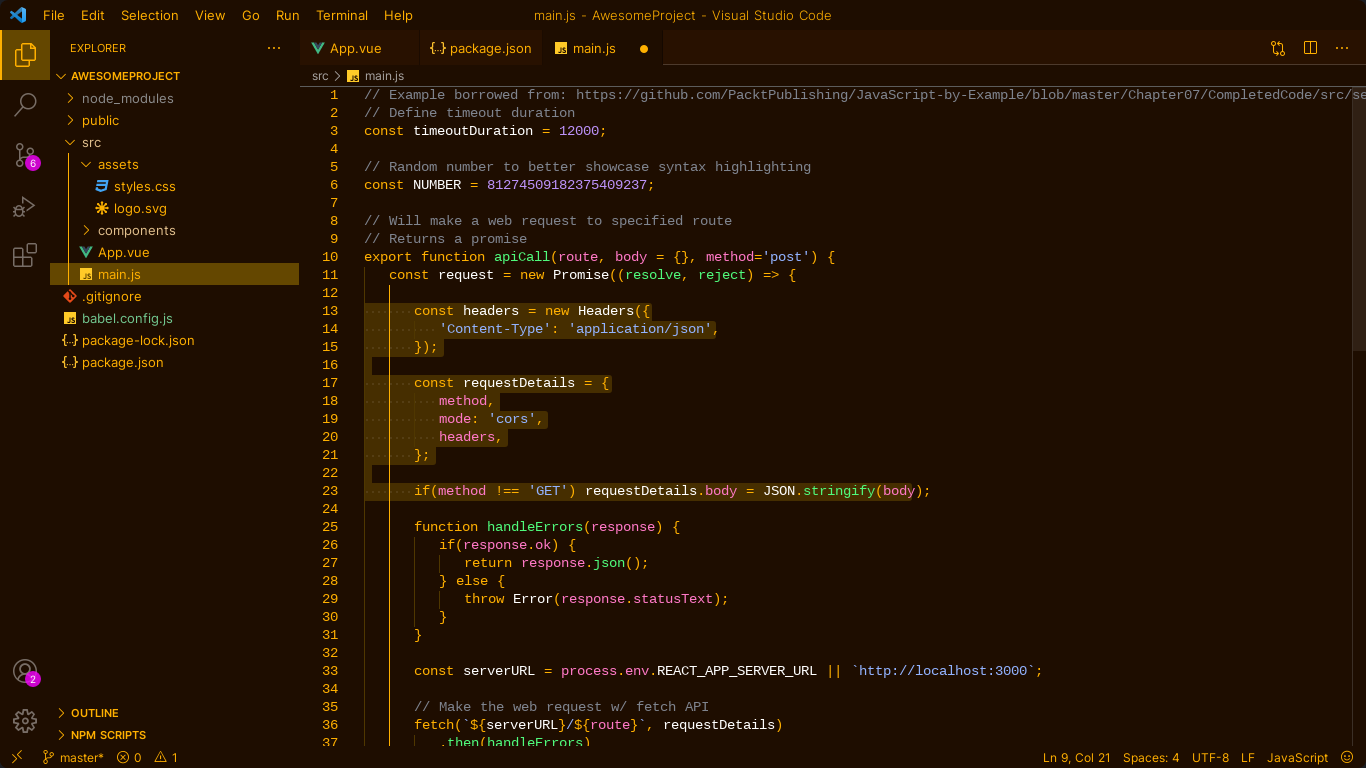 File Edit Selection View Go Run Terminal Help
main.js - AwesomeProject - Visual Studio Code
EXPLORER
AWESOMEPROJECT
node_modules
public
src
assets
styles.css
logo.svg
components
App.vue
main.js
.gitignore
babel.config.js
package-lock.json
package.json
6
2
OUTLINE
NPM SCRIPTS
App.vue {..} package.json JS main.js
src > JS main.js
1 // Example borrowed from: https://github.com/PacktPublishing/JavaScript-by-Example/blob/master/Chapter07/CompletedCode/src/se
2 // Define timeout duration
3 const timeoutDuration = 12000;
4
5 // Random number to better showcase syntax highlighting
6 const NUMBER = 81274509182375409237;
7
8 // Will make a web request to specified route
9 // Returns a promise
10 export function apiCall(route, body = {}, method='post') {
11 const request = new Promise((resolve, reject) => {
12
13 const headers = new Headers({
14 'Content-Type': 'application/json',
15 });
16
17 const requestDetails = {
18 method,
19 mode: 'cors',
20 headers,
21 };
22
23 if(method !== 'GET') requestDetails.body = JSON.stringify(body);
24
25 function handleErrors(response) {
26 if(response.ok) {
27 return response.json();
28 } else {
29 throw Error(response.statusText);
30 }
31 }
32
33 const serverURL = process.env.REACT_APP_SERVER_URL || `http://localhost:3000`;
34
35 // Make the web request w/ fetch API
36 fetch(`${serverURL}/${route}`, requestDetails)
37 .then(handleErrors)
master* 0 1
Ln 9, Col 21 Spaces: 4 UTF-8 LF JavaScript